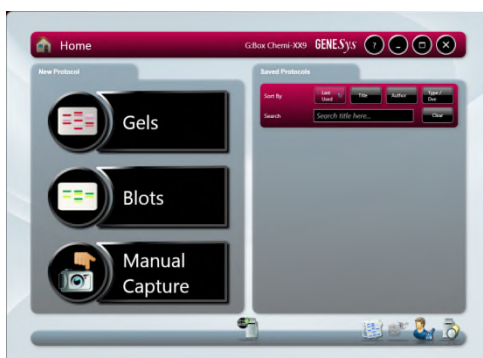 Home
G:Box Chemi-XX9 GENESys ?
New Protocol
Gels
Blots
Manual
Capture
Saved Protocols
Sort By
Last
Used
Title
Author
Type /
Dye
Search
Search title here...
Clear